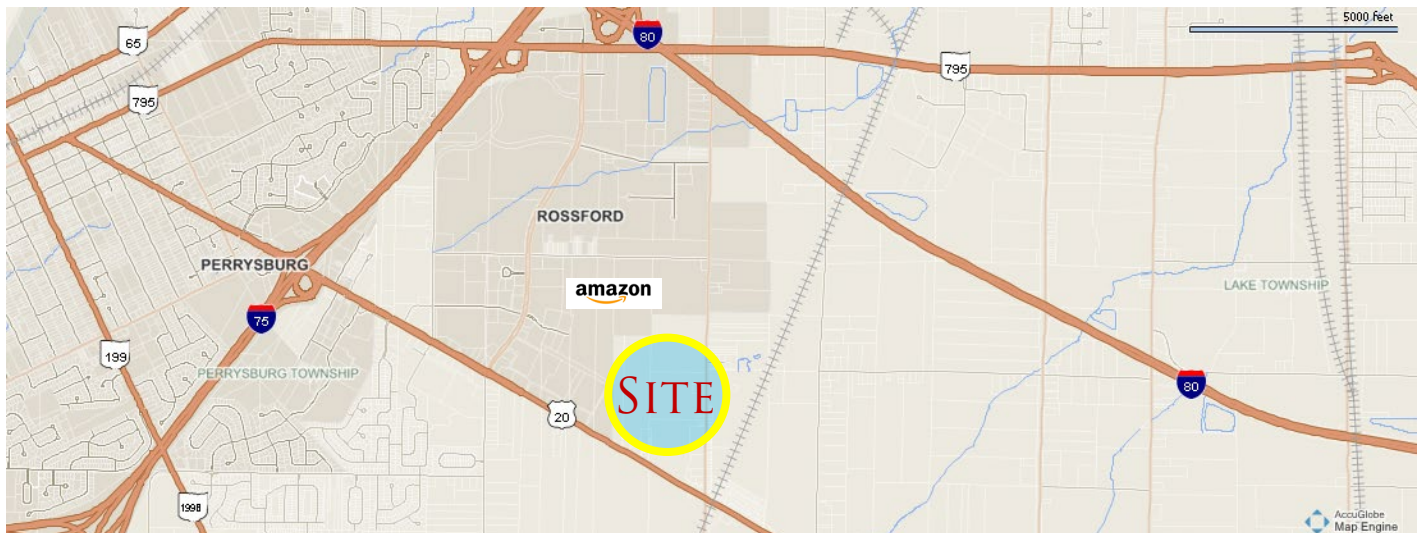 5000 feet
65
80
795
795
ROSSFORD
PERRYSBURG
amazon
LAKE TOWNSHIP
75
199
PERRYSBURG TOWNSHIP
SITE
80
20
199B
AccuGlobe
Map Engine